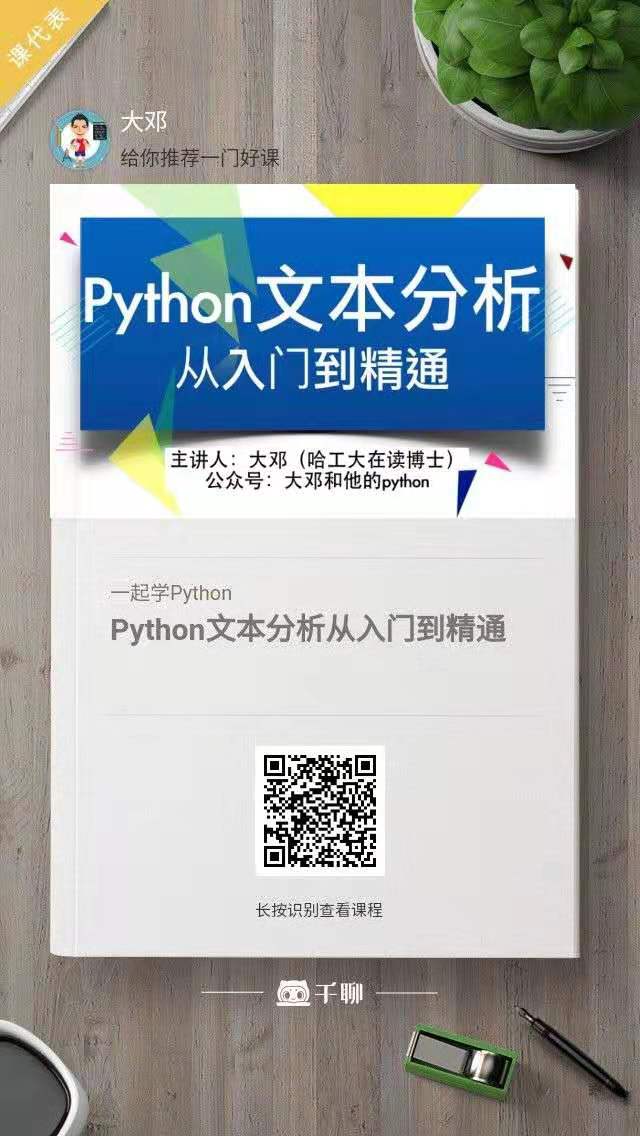 课代表
大邓
给你推荐一门好课
Python文本分析
从入门到精通
主讲人：大邓（哈工大在读博士）
公众号：大邓和他的python
一起学Python
Python文本分析从入门到精通
长按识别查看课程
千聊